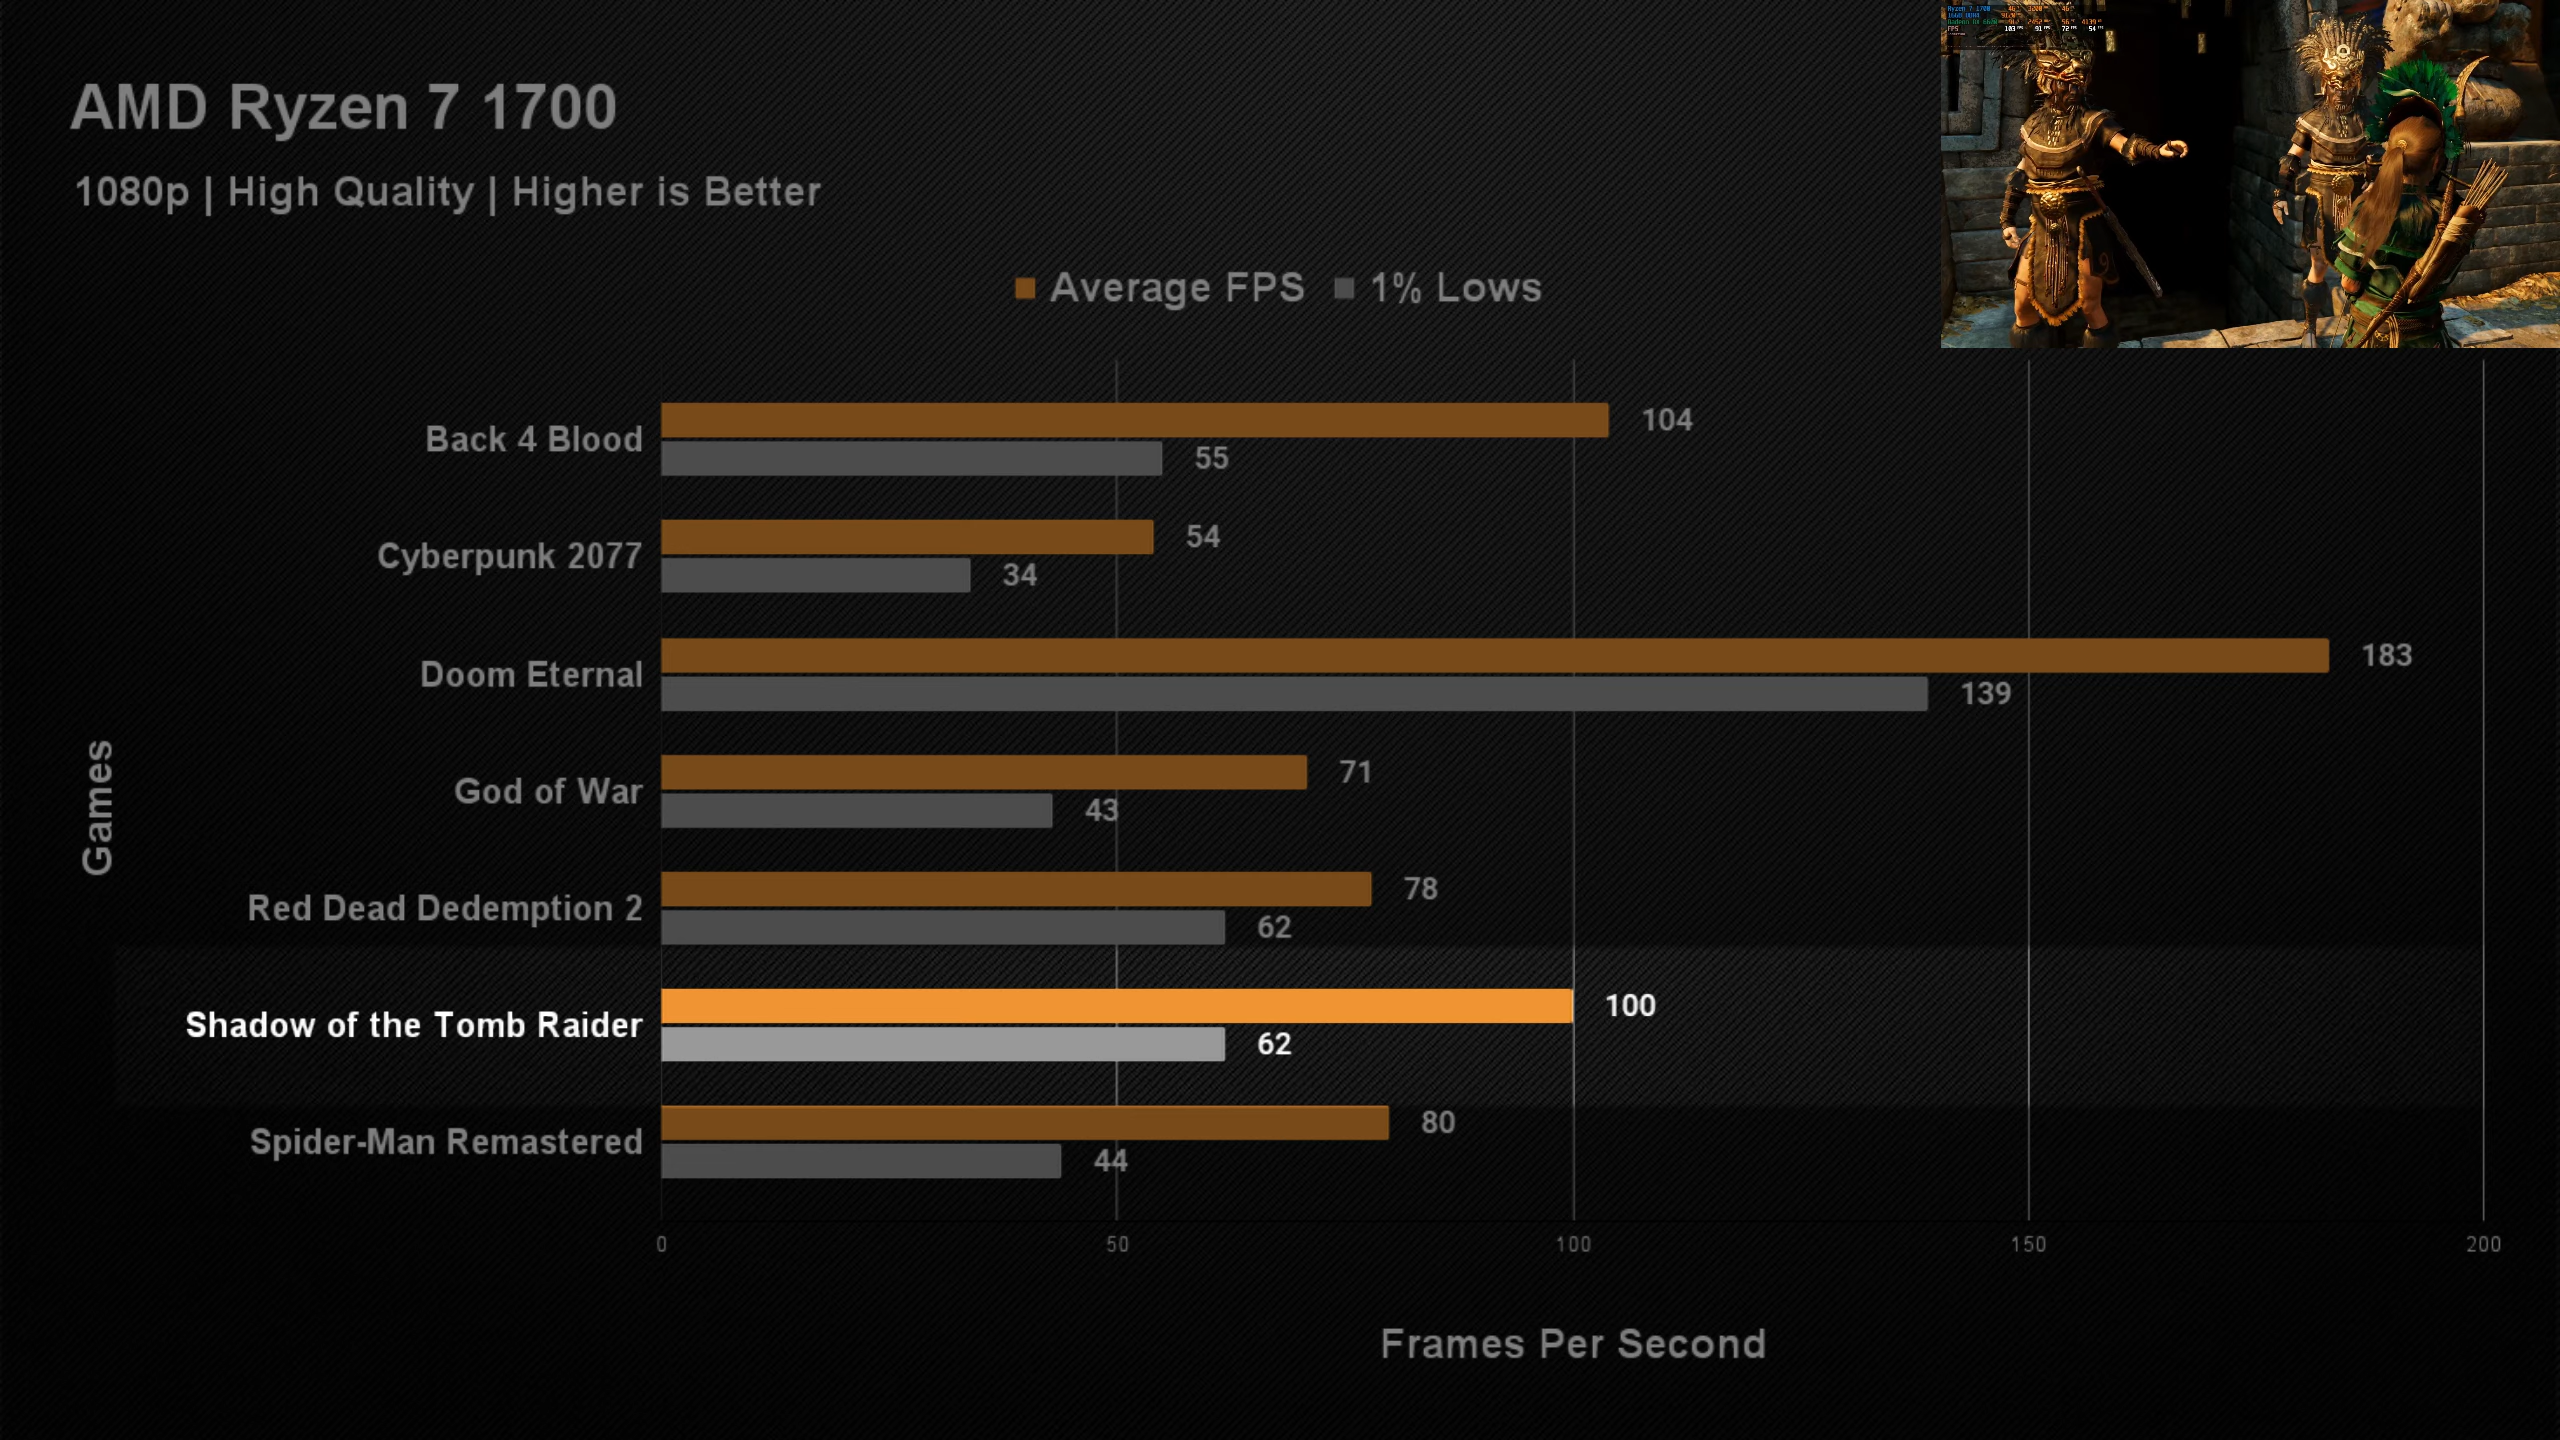 AMD Ryzen 7 1700
1080p | High Quality | Higher is Better
Average FPS 1% Lows
Back 4 Blood 104
55
Cyberpunk 2077 54
34
Doom Eternal 183
139
God of War 71
43
Red Dead Dedemption 2 78
62
Shadow of the Tomb Raider 100
62
Spider-Man Remastered 80
44
Games
0 50 100 150 200
Frames Per Second